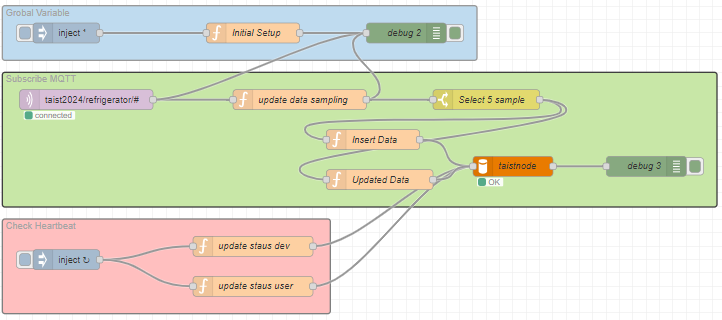 Grobal Variable
inject ¹
Initial Setup
debug 2
Subscribe MQTT
taist2024/refrigerator/#
connected
update data sampling
Select 5 sample
Insert Data
Updated Data
taistnode
OK
debug 3
Check Heartbeat
inject ↻
update staus dev
update staus user